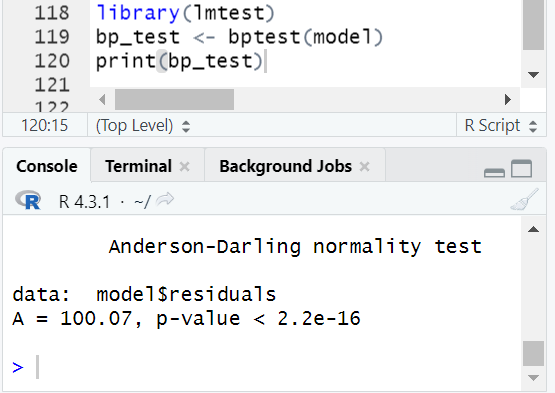 118 library(lmtest)
119 bp_test <- bptest(model)
120 print(bp_test)
121
122
120:15 (Top Level) R Script
Console Terminal × Background Jobs ×
R R 4.3.1 · ~/
Anderson-Darling normality test
data: model$residuals
A = 100.07, p-value < 2.2e-16
>